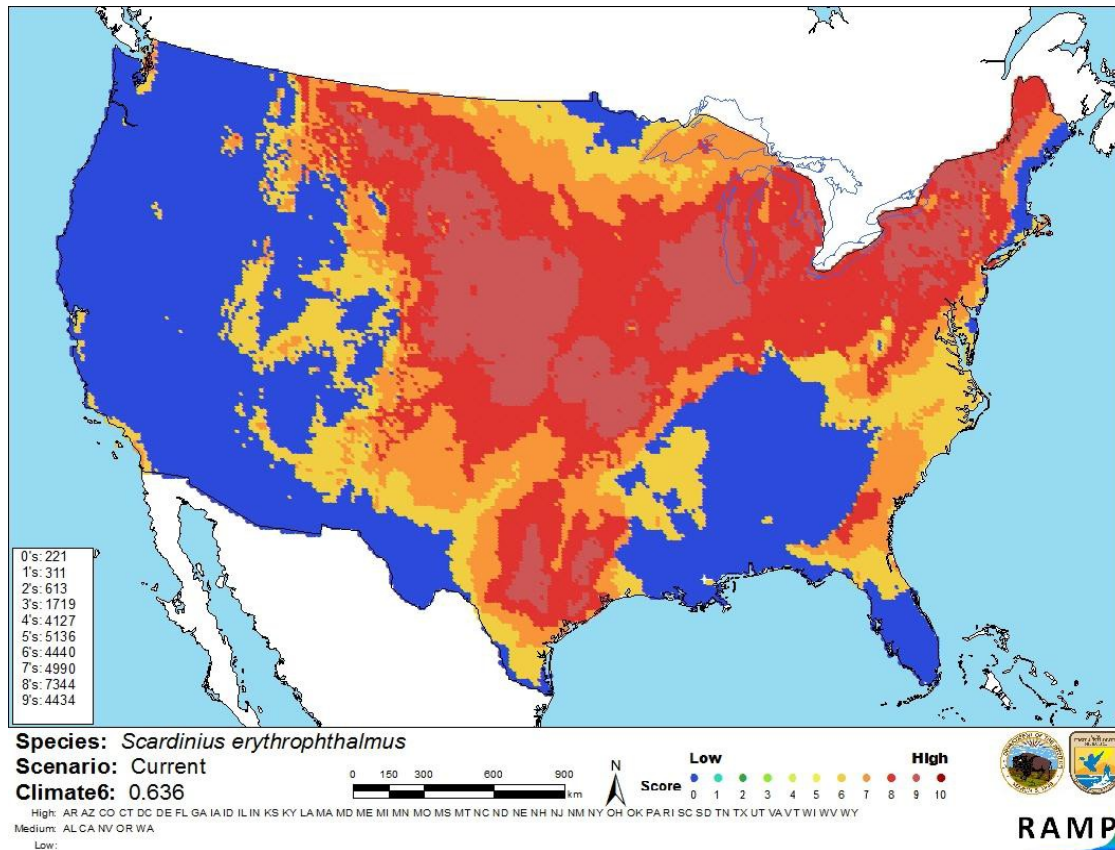 0's: 221
1's: 311
2's: 613
3's: 1719
4's: 4127
5's: 5136
6's: 4440
7's: 4990
8's: 7344
9's: 4434
Species: Scardinius erythrophthalmus
Scenario: Current
Climate6: 0.636
0 150 300 600 900
km
N
Low High
Score
0 1 2 3 4 5 6 7 8 9 10
High: AR AZ CO CT DC DE FL GA IA ID IL IN KS KY LA MA MD ME MI MN MO MS MT NC ND NE NH NJ NM NY OH OK PA RI SC SD TN TX UT VA VT WI WV WY
Medium: AL CA NV OR WA
Low:
RAMP